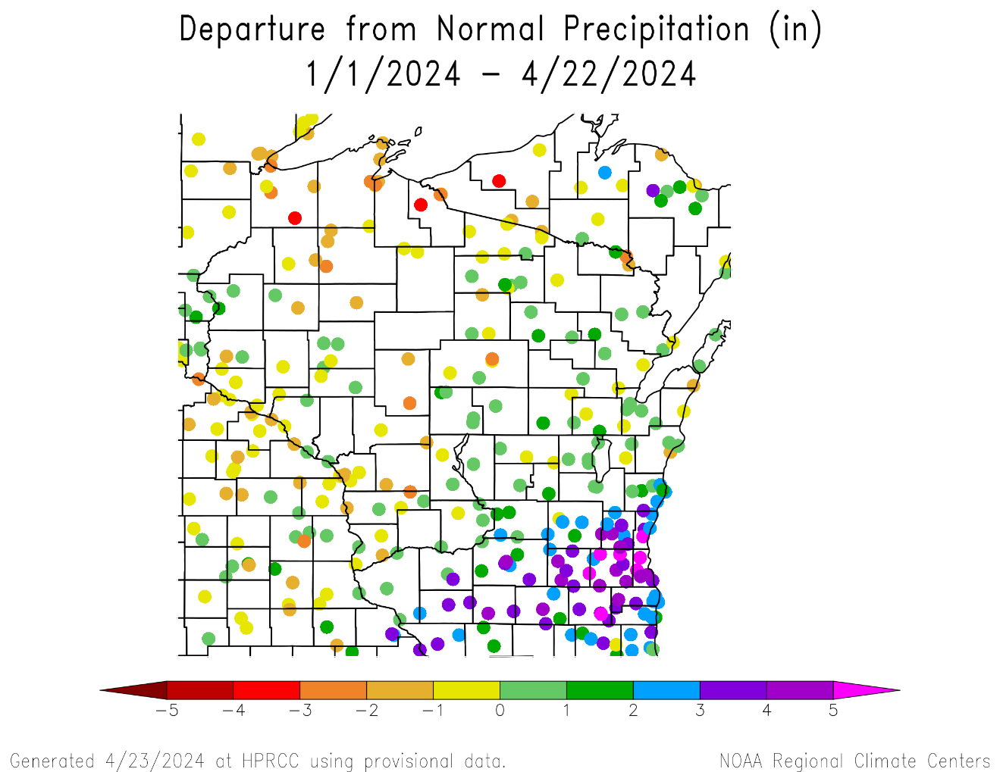 Departure from Normal Precipitation (in)
1/1/2024 – 4/22/2024
−5 −4 −3 −2 −1 0 1 2 3 4 5
Generated 4/23/2024 at HPRCC using provisional data. NOAA Regional Climate Centers